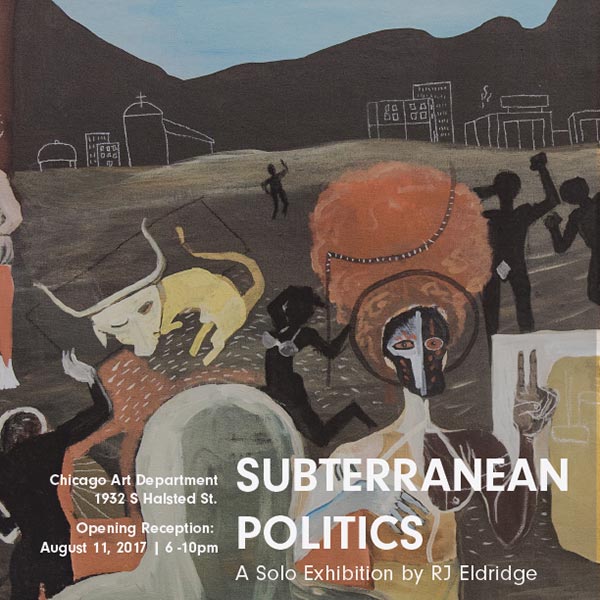 Chicago Art Department
1932 S Halsted St.
Opening Reception:
August 11, 2017 | 6 -10pm
SUBTERRANEAN
POLITICS
A Solo Exhibition by RJ Eldridge